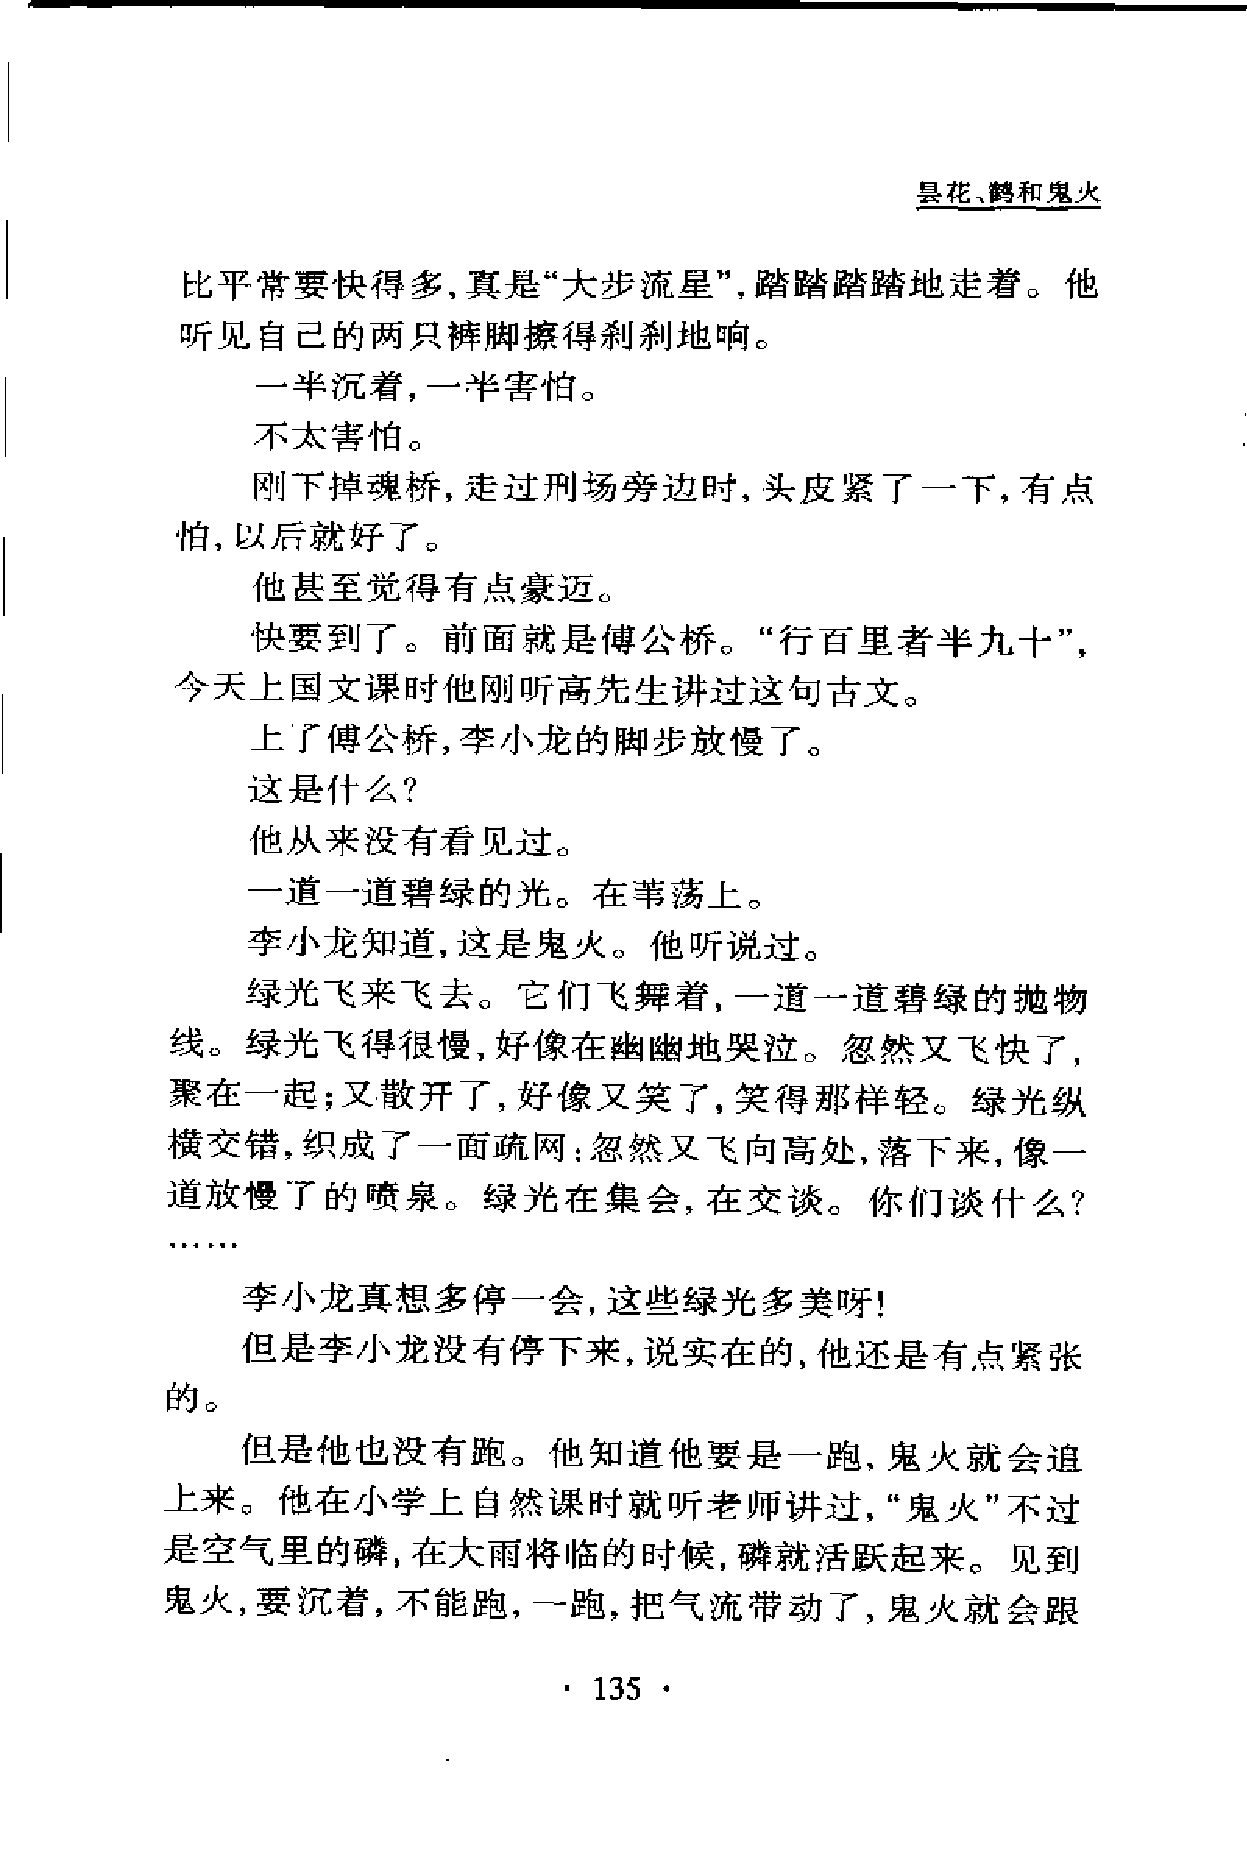 昙花、鹤和鬼火
比平常要快得多,真是“大步流星”,踏踏踏踏地走着。他
听见自己的两只裤脚擦得刹刹地响。
一半沉着,一半害怕。
不太害怕。
刚下掉魂桥,走过刑场旁边时,头皮紧了一下,有点
怕,以后就好了。
他甚至觉得有点豪迈。
快要到了。前面就是傅公桥。“行百里者半九十”,
今天上国文课时他刚听高先生讲过这句古文。
上了傅公桥,李小龙的脚步放慢了。
这是什么?
他从来没有看见过。
一道一道碧绿的光。在苇荡上。
李小龙知道,这是鬼火。他听说过。
绿光飞来飞去。它们飞舞着,一道一道碧绿的抛物
线。绿光飞得很慢,好像在幽幽地哭泣。忽然又飞快了,
聚在一起;又散开了,好像又笑了,笑得那样轻。绿光纵
横交错,织成了一面疏网;忽然又飞向高处,落下来,像一
道放慢了的喷泉。绿光在集会,在交谈。你们谈什么?
……
李小龙真想多停一会,这些绿光多美呀!
但是李小龙没有停下来,说实在的,他还是有点紧张
的。
但是他也没有跑。他知道他要是一跑,鬼火就会追
上来。他在小学上自然课时就听老师讲过,“鬼火”不过
是空气里的磷,在大雨将临的时候,磷就活跃起来。见到
鬼火,要沉着,不能跑,一跑,把气流带动了,鬼火就会跟
· 135 ·